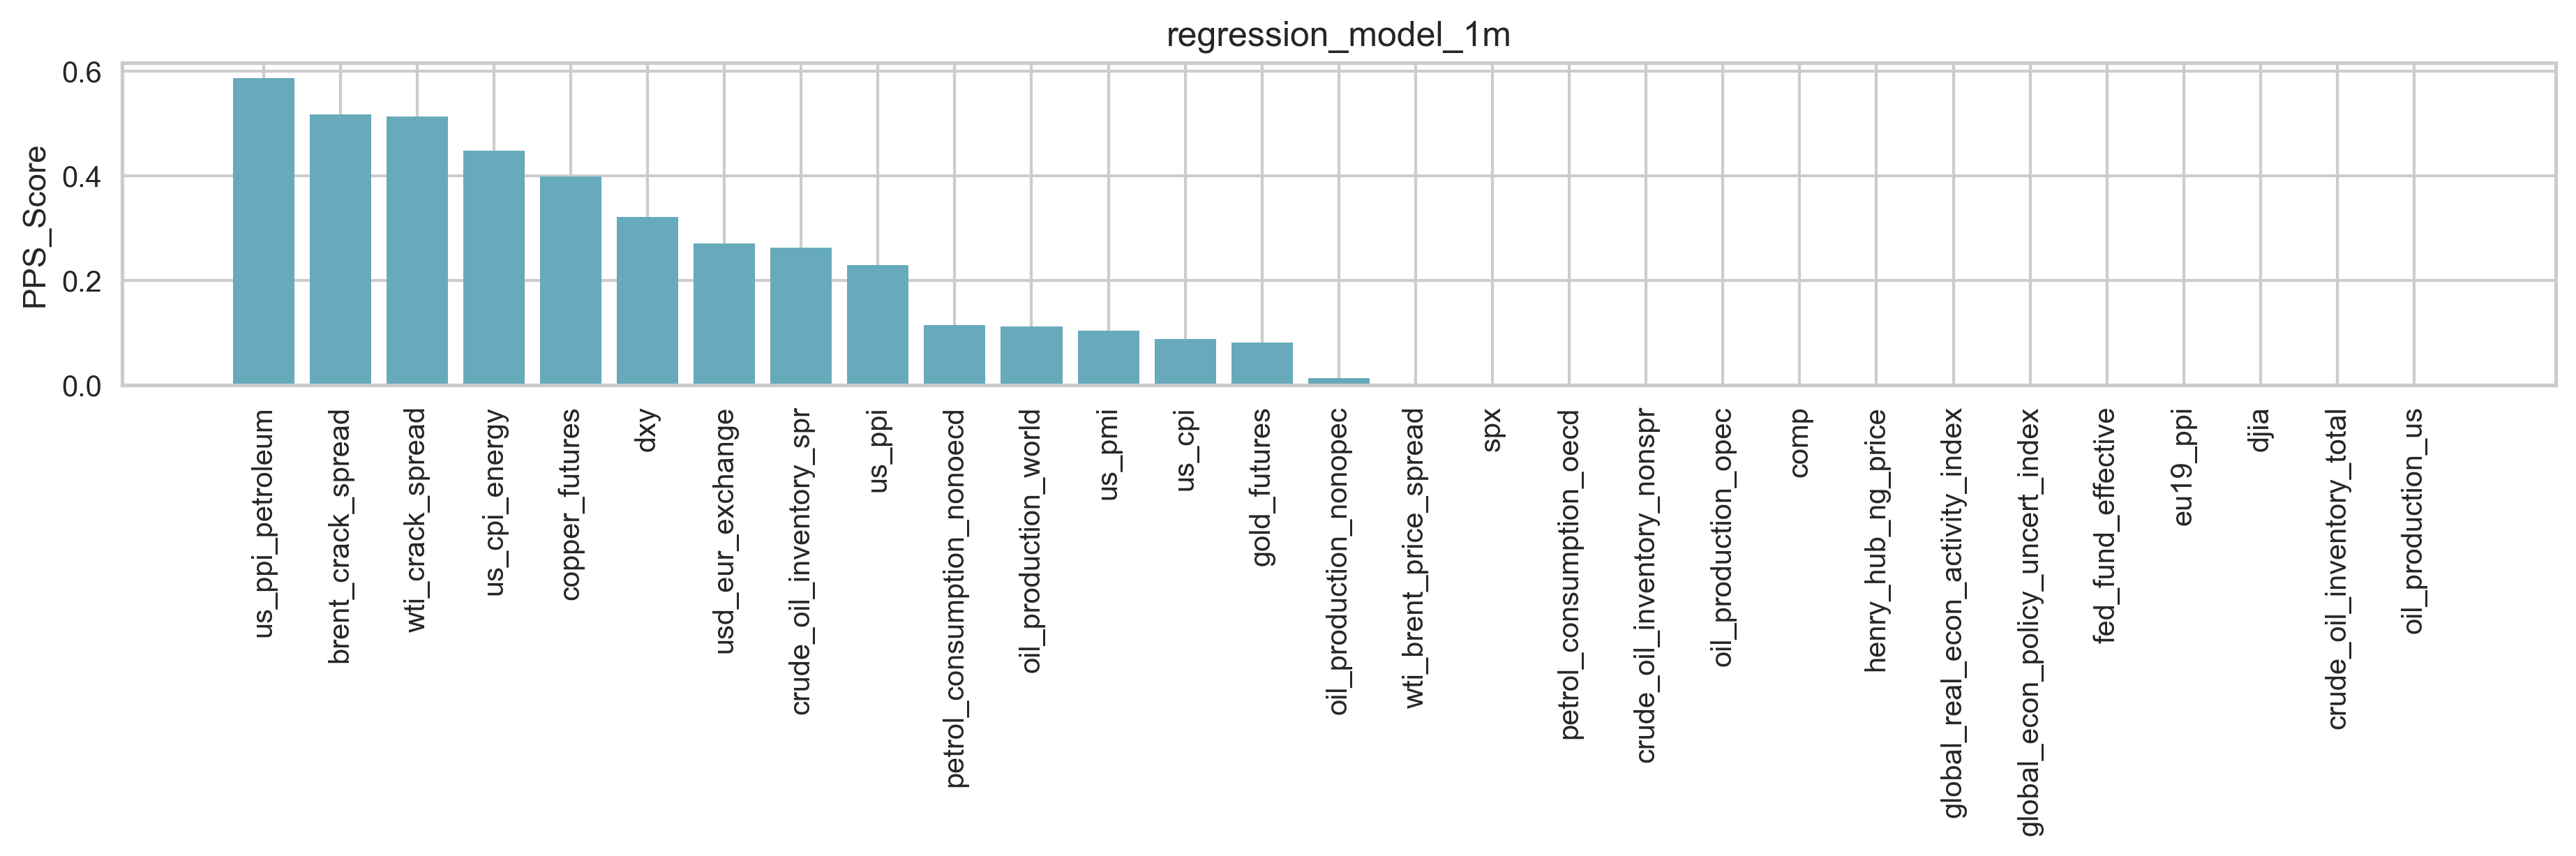 regression_model_1m
PPS_Score
0.6
0.4
0.2
0.0
us_ppi_petroleum
brent_crack_spread
wti_crack_spread
us_cpi_energy
copper_futures
dxy
usd_eur_exchange
crude_oil_inventory_spr
us_ppi
petrol_consumption_nonoecd
oil_production_world
us_pmi
us_cpi
gold_futures
oil_production_nonopec
wti_brent_price_spread
spx
petrol_consumption_oecd
crude_oil_inventory_nonspr
oil_production_opec
comp
henry_hub_ng_price
global_real_econ_activity_index
global_econ_policy_uncert_index
fed_fund_effective
eu19_ppi
djia
crude_oil_inventory_total
oil_production_us